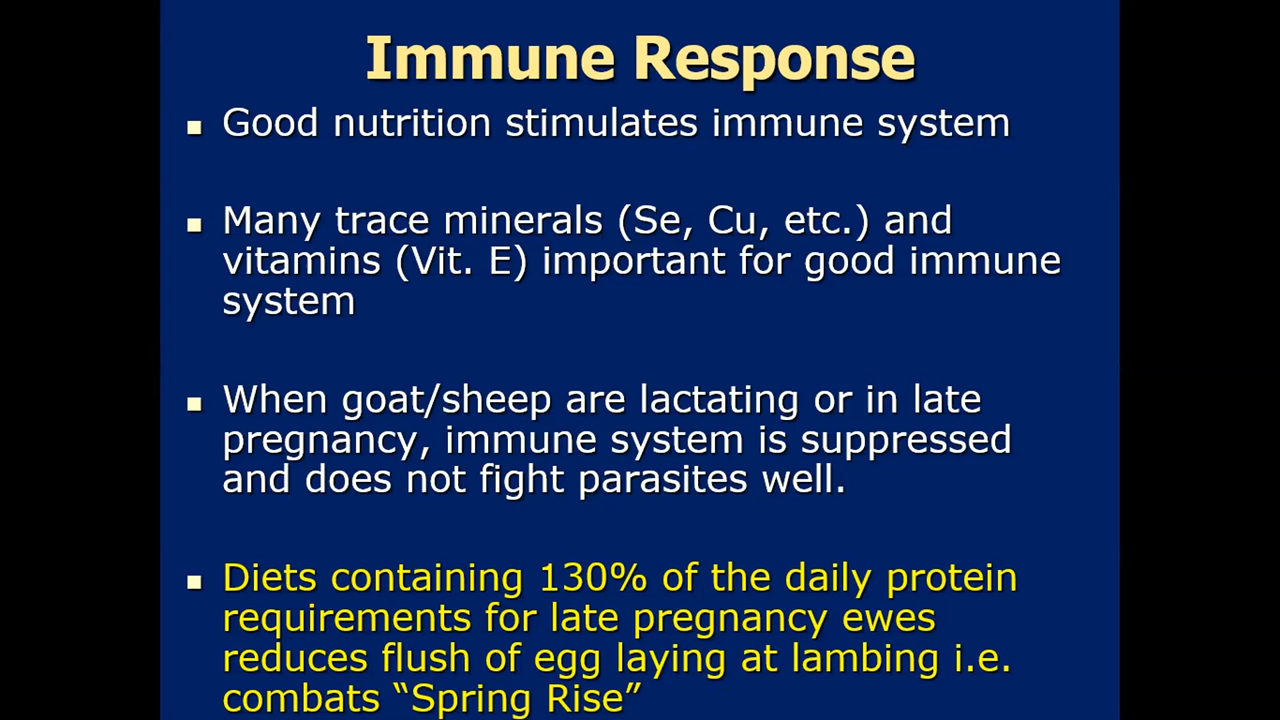 Immune Response
Good nutrition stimulates immune system
Many trace minerals (Se, Cu, etc.) and
vitamins (Vit. E) important for good immune
system
When goat/sheep are lactating or in late
pregnancy, immune system is suppressed
and does not fight parasites well.
Diets containing 130% of the daily protein
requirements for late pregnancy ewes
reduces flush of egg laying at lambing i.e.
combats “Spring Rise”